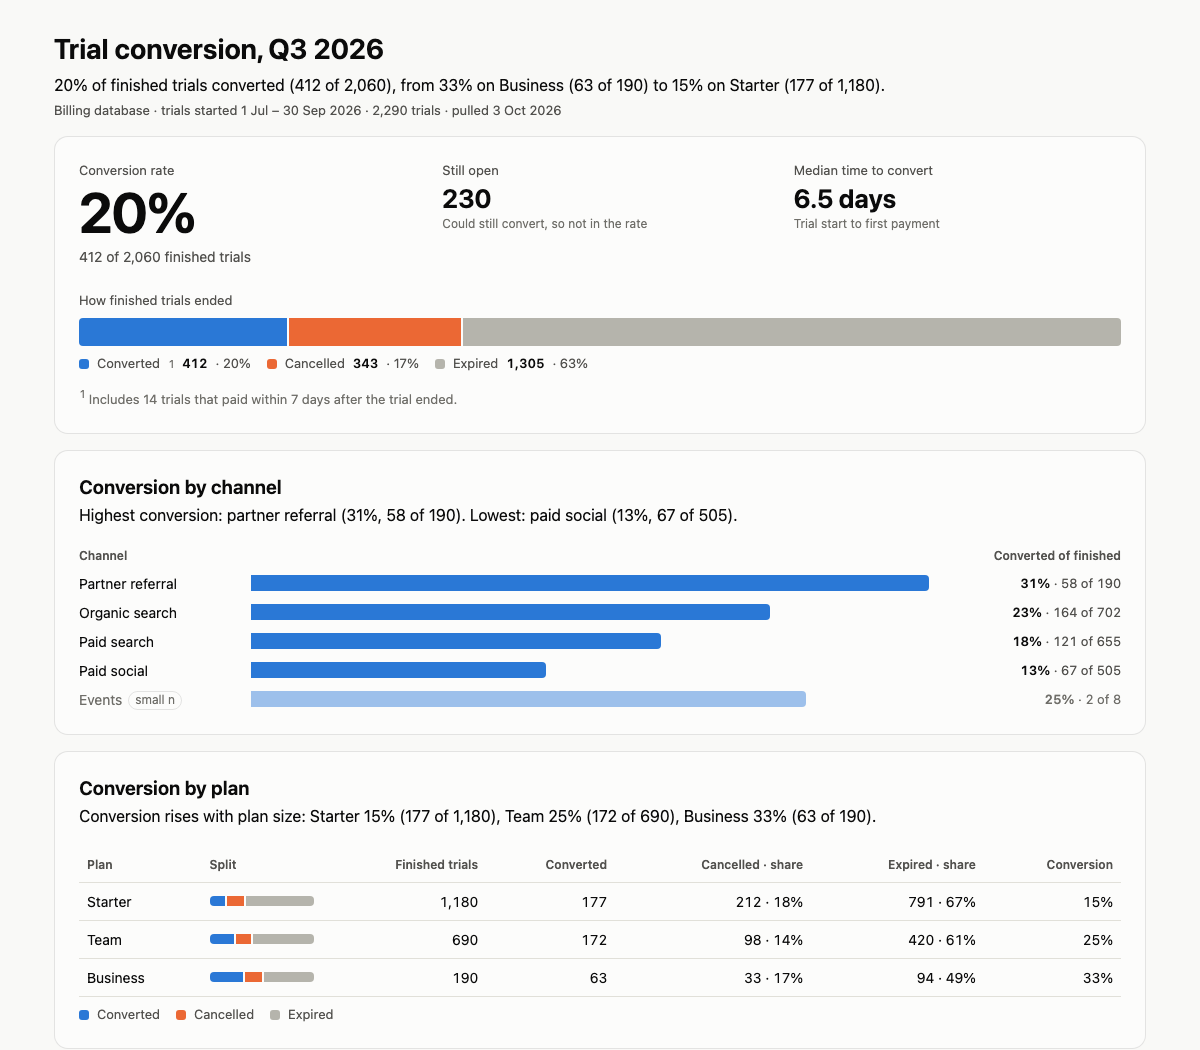 Trial conversion, Q3 2026
20% of finished trials converted (412 of 2,060), from 33% on Business (63 of 190) to 15% on Starter (177 of 1,180).
Billing database · trials started 1 Jul – 30 Sep 2026 · 2,290 trials · pulled 3 Oct 2026
Conversion rate
20%
412 of 2,060 finished trials
Still open
230
Could still convert, so not in the rate
Median time to convert
6.5 days
Trial start to first payment
How finished trials ended
Converted 1 412 · 20% Cancelled 343 · 17% Expired 1,305 · 63%
1 Includes 14 trials that paid within 7 days after the trial ended.
Conversion by channel
Highest conversion: partner referral (31%, 58 of 190). Lowest: paid social (13%, 67 of 505).
Channel Converted of finished
Partner referral 31% · 58 of 190
Organic search 23% · 164 of 702
Paid search 18% · 121 of 655
Paid social 13% · 67 of 505
Events small n 25% · 2 of 8
Conversion by plan
Conversion rises with plan size: Starter 15% (177 of 1,180), Team 25% (172 of 690), Business 33% (63 of 190).
Plan Split Finished trials Converted Cancelled · share Expired · share Conversion
Starter 1,180 177 212 · 18% 791 · 67% 15%
Team 690 172 98 · 14% 420 · 61% 25%
Business 190 63 33 · 17% 94 · 49% 33%
Converted Cancelled Expired